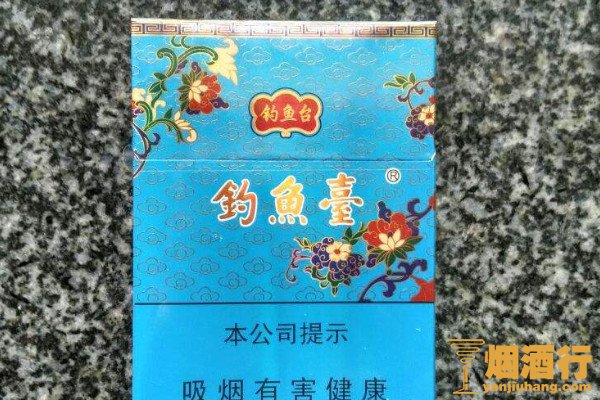 钓鱼台
釣魚臺®
本公司提示
吸烟有害健康
烟酒行
yanjiuhang.com